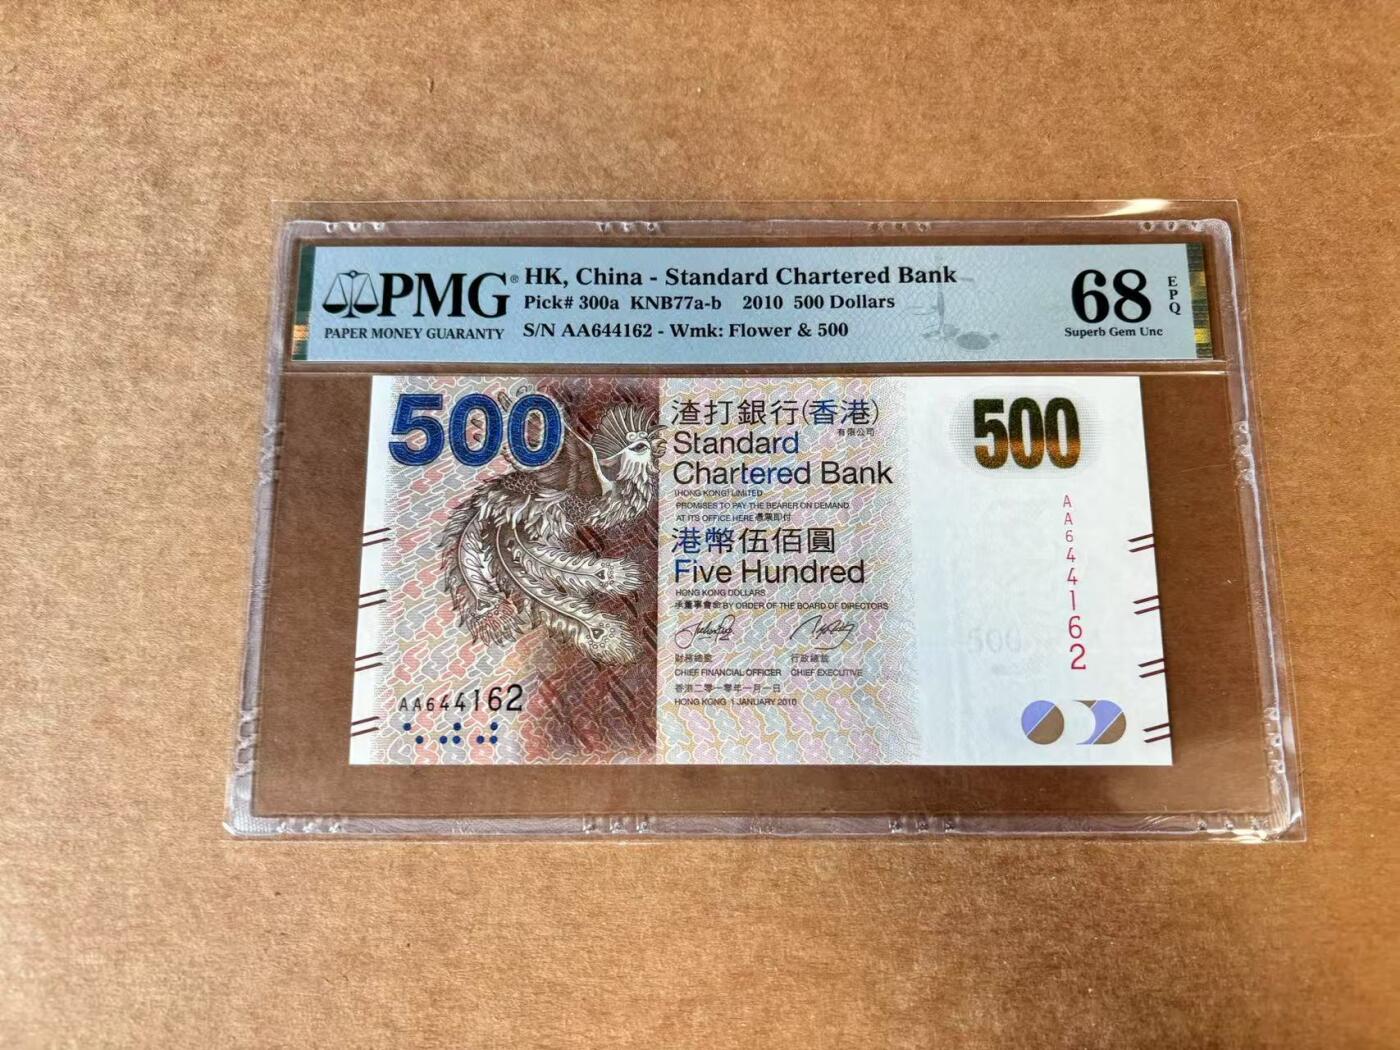 PMG®
PAPER MONEY GUARANTY
HK, China - Standard Chartered Bank
Pick# 300a KNB77a-b 2010 500 Dollars
S/N AA644162 - Wmk: Flower & 500
68
EPQ
Superb Gem Unc
500
渣打銀行(香港)
有限公司
Standard
Chartered Bank
(HONG KONG) LIMITED
PROMISES TO PAY THE BEARER ON DEMAND
AT ITS OFFICE HERE 憑票即付
港幣伍佰圓
Five Hundred
HONG KONG DOLLARS
承董事會命 BY ORDER OF THE BOARD OF DIRECTORS
財務總監 行政總裁
CHIEF FINANCIAL OFFICER CHIEF EXECUTIVE
香港二零一零年一月一日
HONG KONG 1 JANUARY 2010
AA644162
500
AA644162
500